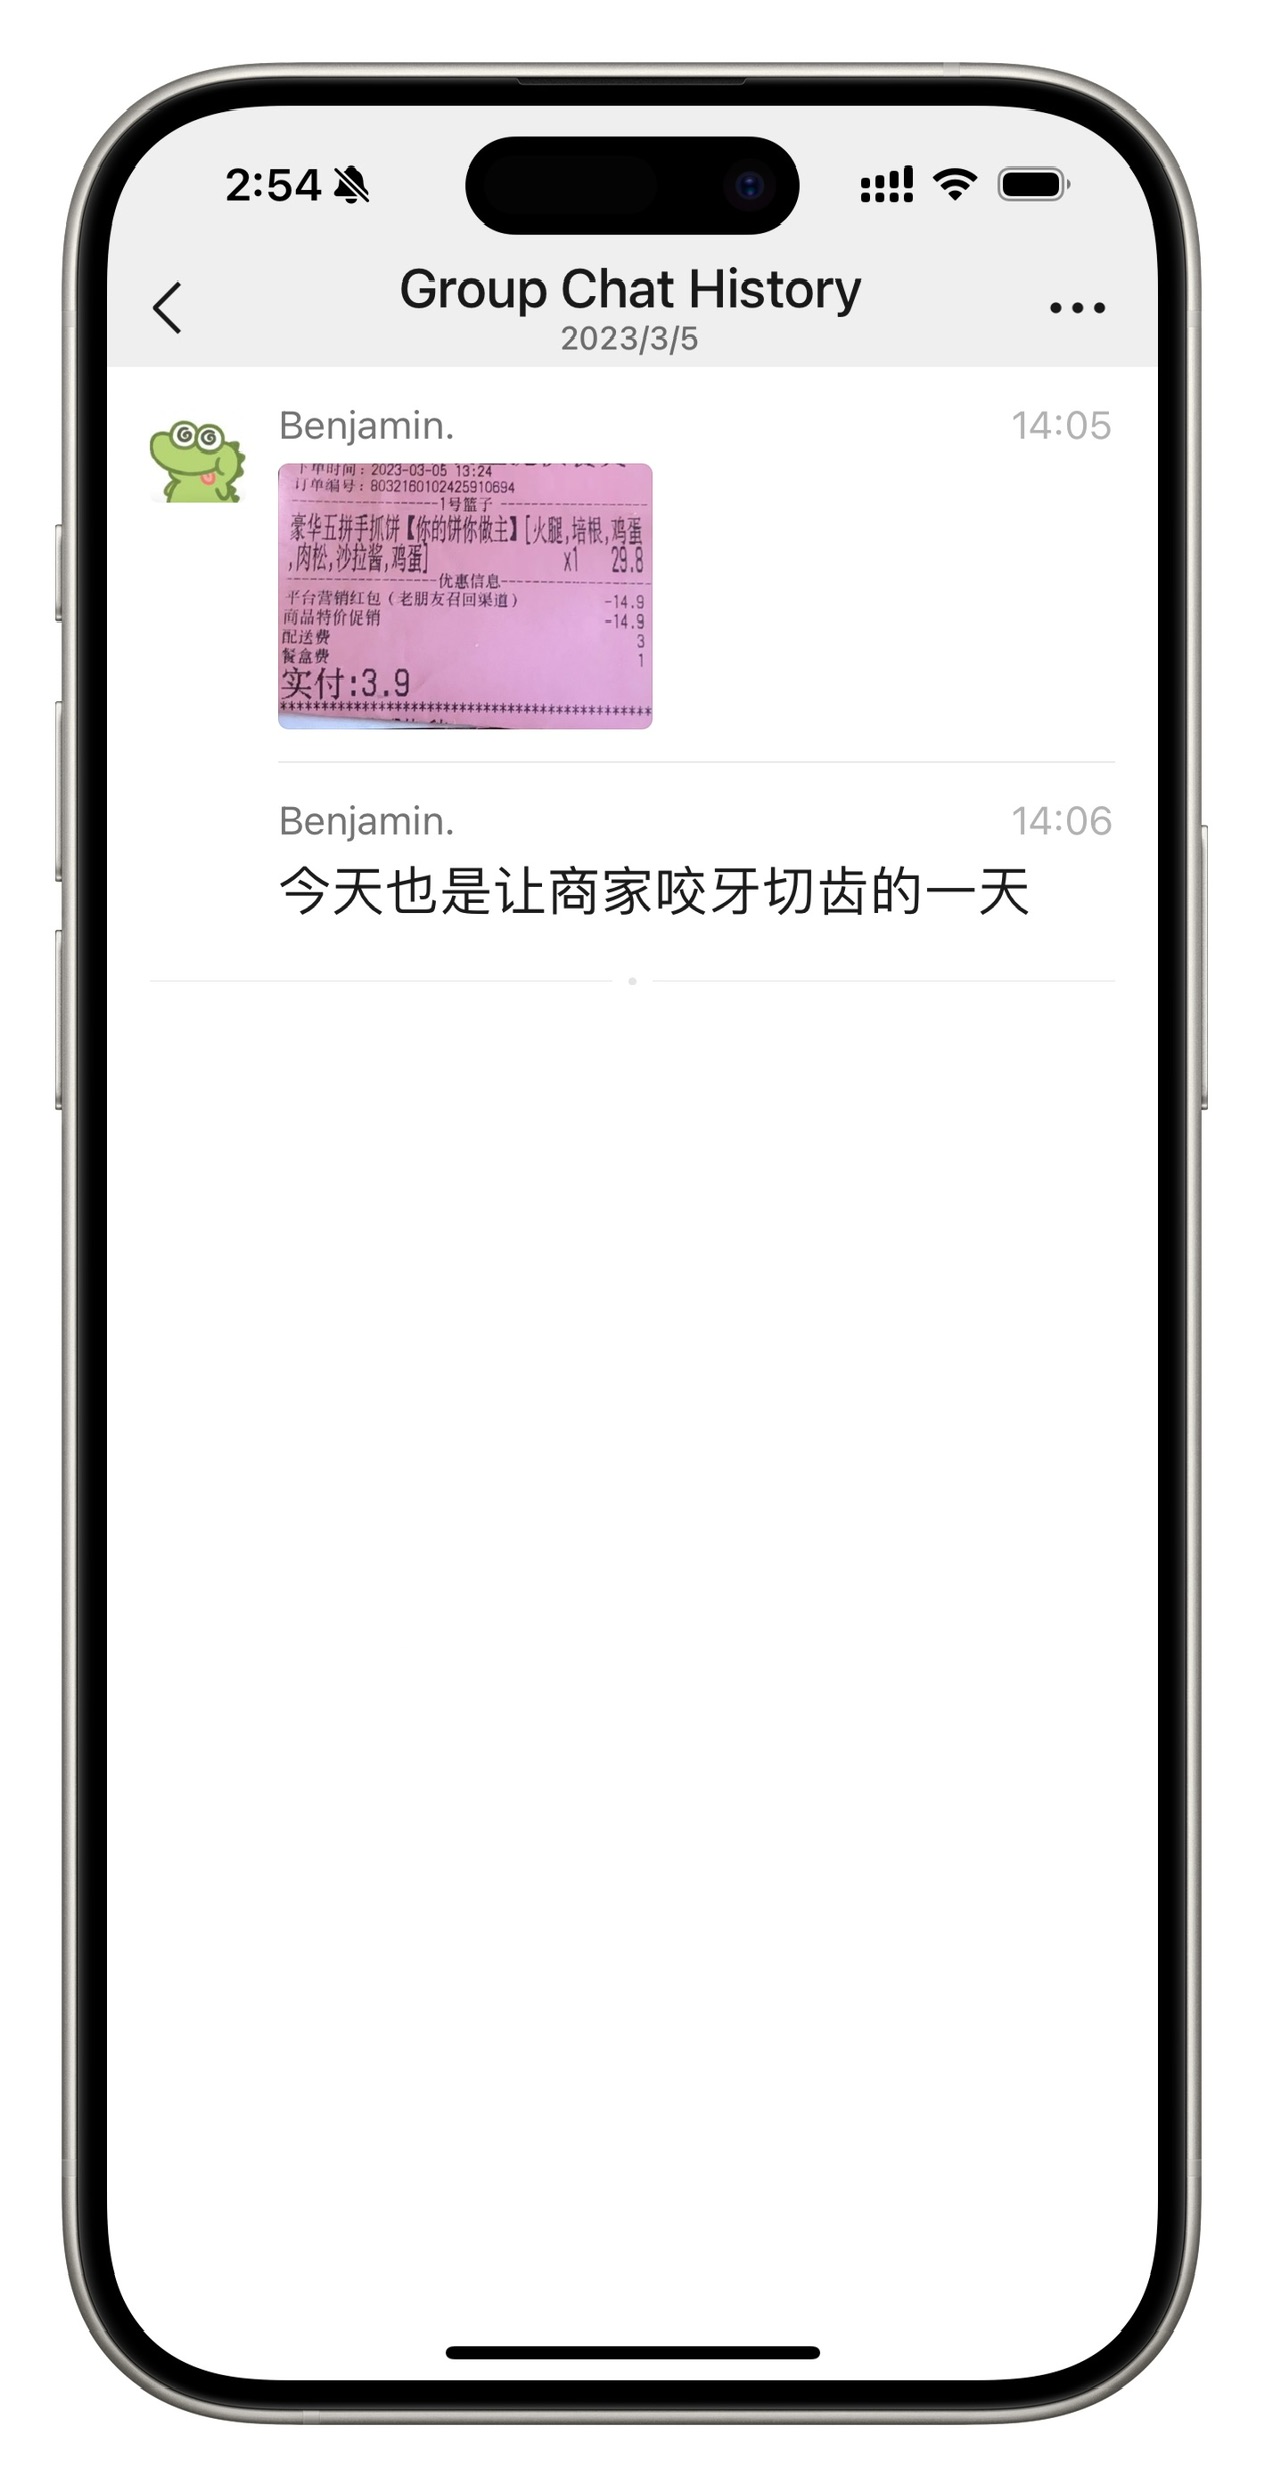 2:54
Group Chat History
2023/3/5
Benjamin.
14:05
下单时间：2023-03-05 13:24
订单编号：8032160102425910694
--------------------1号篮子--------------------
豪华五拼手抓饼【你的饼你做主】[火腿,培根,鸡蛋
,肉松,沙拉酱,鸡蛋] x1 29.8
--------------------优惠信息--------------------
平台营销红包（老朋友召回渠道） -14.9
商品特价促销 -14.9
配送费 3
餐盒费 1
实付:3.9
**********************************************
Benjamin.
14:06
今天也是让商家咬牙切齿的一天